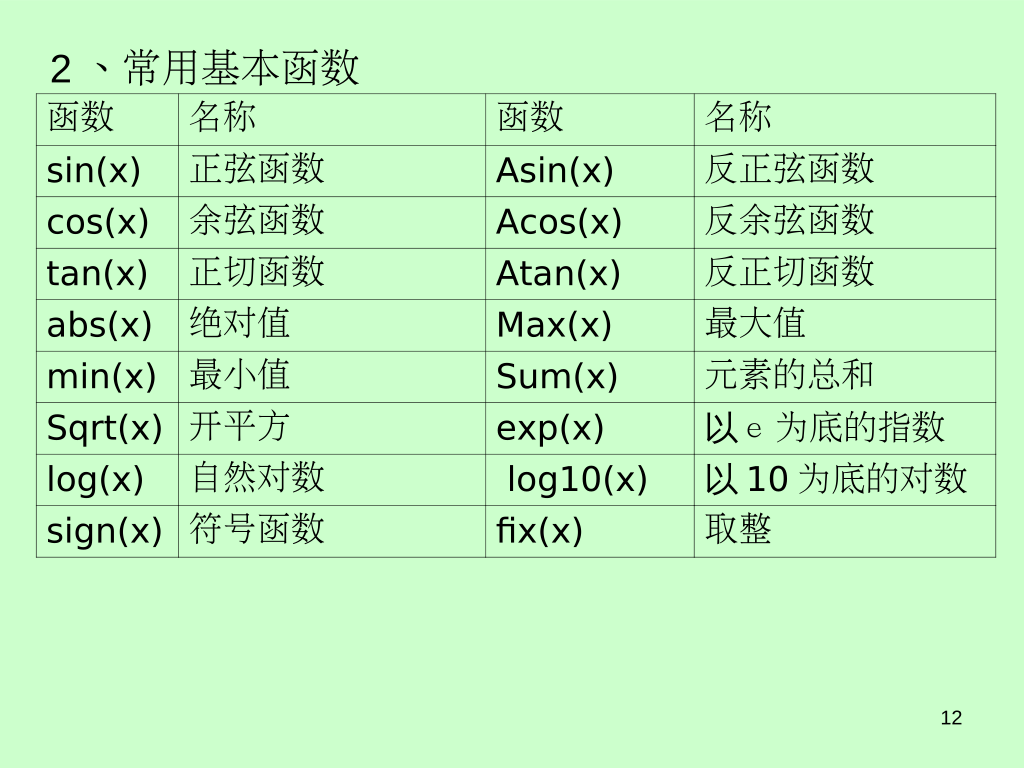 2、常用基本函数
函数 名称 函数 名称
sin(x) 正弦函数 Asin(x) 反正弦函数
cos(x) 余弦函数 Acos(x) 反余弦函数
tan(x) 正切函数 Atan(x) 反正切函数
abs(x) 绝对值 Max(x) 最大值
min(x) 最小值 Sum(x) 元素的总和
Sqrt(x) 开平方 exp(x) 以ｅ为底的指数
log(x) 自然对数 log10(x) 以10为底的对数
sign(x) 符号函数 fix(x) 取整
12